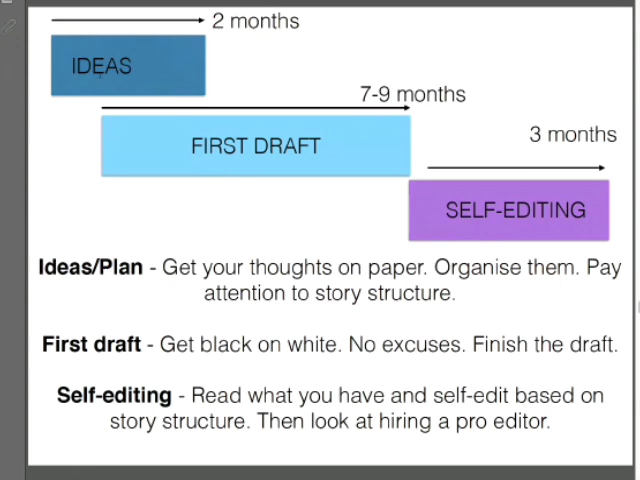 2 months
IDEAS
7-9 months
FIRST DRAFT
3 months
SELF-EDITING
Ideas/Plan - Get your thoughts on paper. Organise them. Pay
attention to story structure.
First draft - Get black on white. No excuses. Finish the draft.
Self-editing - Read what you have and self-edit based on
story structure. Then look at hiring a pro editor.